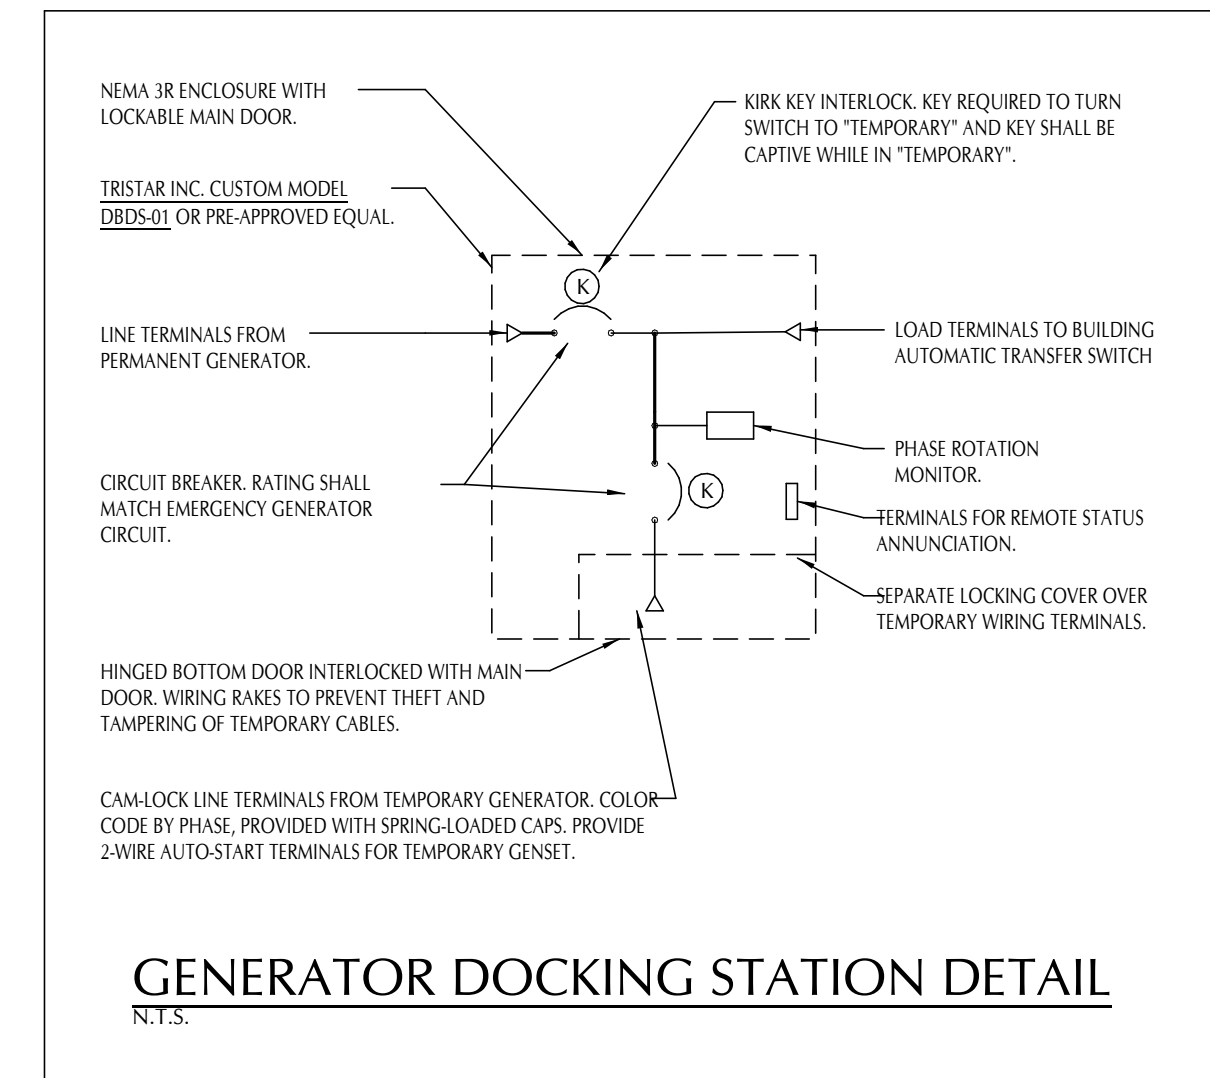 NEMA 3R ENCLOSURE WITH
LOCKABLE MAIN DOOR.
KIRK KEY INTERLOCK. KEY REQUIRED TO TURN
SWITCH TO "TEMPORARY" AND KEY SHALL BE
CAPTIVE WHILE IN "TEMPORARY".
TRISTAR INC. CUSTOM MODEL
DBDS-01 OR PRE-APPROVED EQUAL.
K
LINE TERMINALS FROM
PERMANENT GENERATOR.
LOAD TERMINALS TO BUILDING
AUTOMATIC TRANSFER SWITCH
PHASE ROTATION
MONITOR.
CIRCUIT BREAKER. RATING SHALL
MATCH EMERGENCY GENERATOR
CIRCUIT.
K
TERMINALS FOR REMOTE STATUS
ANNUNCIATION.
SEPARATE LOCKING COVER OVER
TEMPORARY WIRING TERMINALS.
HINGED BOTTOM DOOR INTERLOCKED WITH MAIN
DOOR. WIRING RAKES TO PREVENT THEFT AND
TAMPERING OF TEMPORARY CABLES.
CAM-LOCK LINE TERMINALS FROM TEMPORARY GENERATOR. COLOR
CODE BY PHASE, PROVIDED WITH SPRING-LOADED CAPS. PROVIDE
2-WIRE AUTO-START TERMINALS FOR TEMPORARY GENSET.
GENERATOR DOCKING STATION DETAIL
N.T.S.